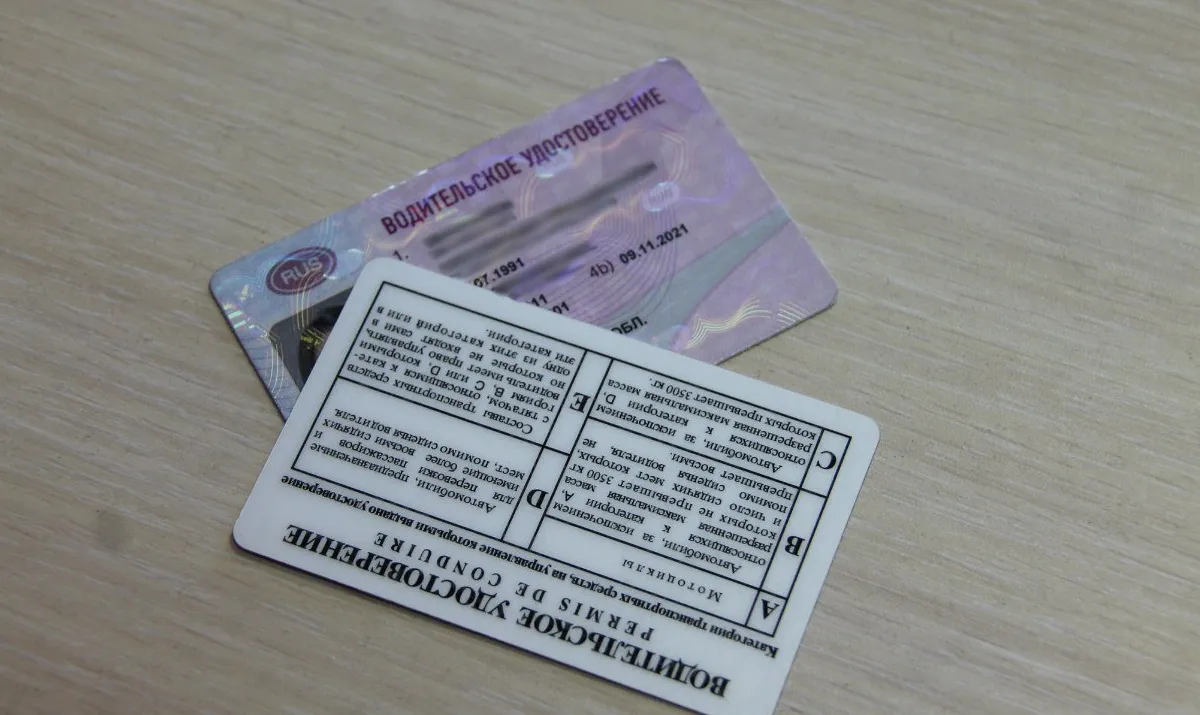 ВОДИТЕЛЬСКОЕ УДОСТОВЕРЕНИЕ
RUS
1.
07.1991
4b) 09.11.2021
11
01
ОБЛ.
ВОДИТЕЛЬСКОЕ УДОСТОВЕРЕНИЕ
PERMIS DE CONDUIRE
Категории транспортных средств, на управление которыми выдано удостоверение
A
Мотоциклы
B
Автомобили, за исключением
относящихся к категории А,
разрешенная максимальная масса
которых не превышает 3500 кг
и число сидячих мест которых,
помимо сиденья водителя, не
превышает восьми.
C
Автомобили, за исключением
относящихся к категории D,
разрешенная максимальная масса
которых превышает 3500 кг.
D
Автомобили, предназначенные
для перевозки пассажиров и
имеющие более восьми сидячих
мест, помимо сиденья водителя.
E
Составы транспортных средств
с тягачом, относящимся к кате-
гориям В, С или D, которыми
водитель имеет право управлять,
но которые не входят сами в
одну из этих категорий или в
эти категории.